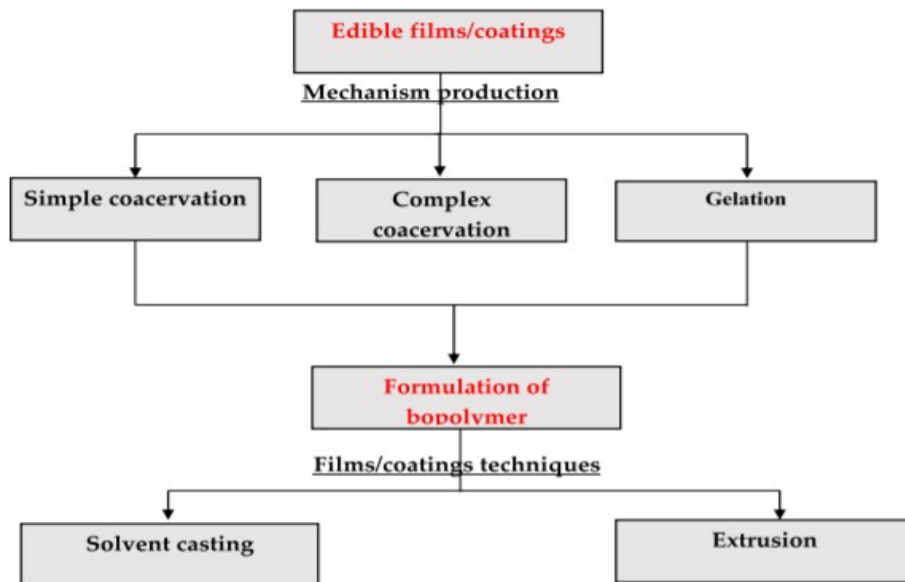 Edible films/coatings
Mechanism production
Simple coacervation
Complex
coacervation
Gelation
Formulation of
bopolymer
Films/coatings techniques
Solvent casting
Extrusion